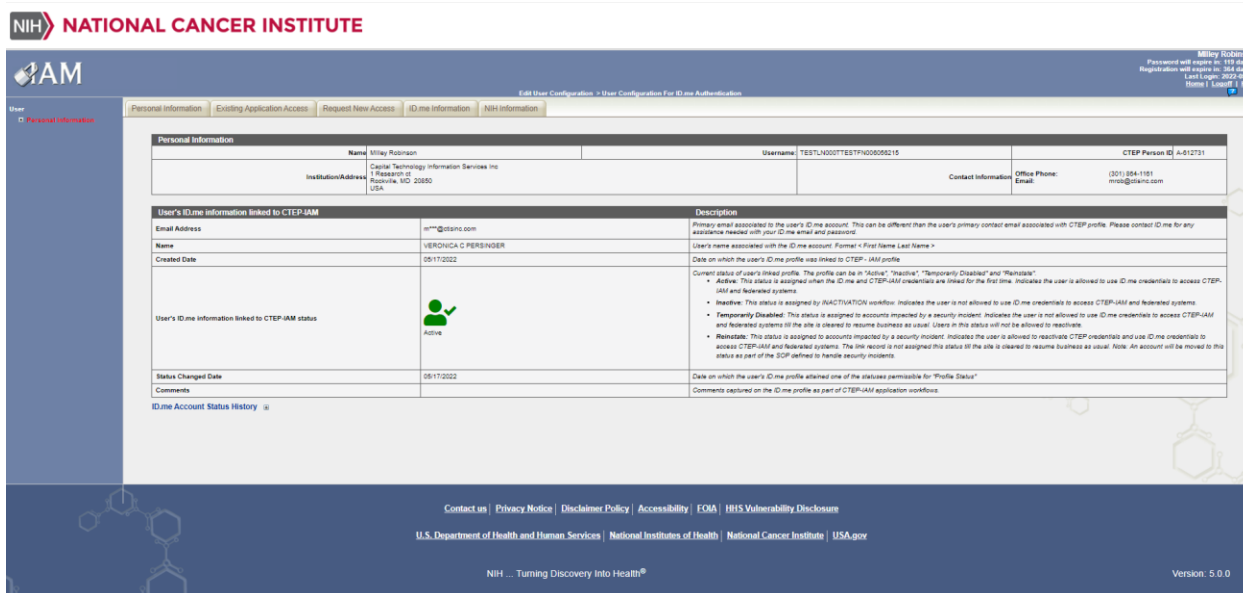 NIH NATIONAL CANCER INSTITUTE
IAM
Milley Robin
Password will expire in: 119 da
Registration will expire in: 364 da
Last Login: 2022-0
Home | Logoff |
Edit User Configuration > User Configuration For ID.me Authentication
User
Personal Information
Personal Information Existing Application Access Request New Access ID.me Information NIH Information
Personal Information
Name Milley Robinson Username: TESTLN000TTESTFN006056215 CTEP Person ID A-612731
Institution/Address Capital Technology Information Services Inc
1 Research ct
Rockville, MD 20850
USA
Contact Information Office Phone: (301) 864-1161
Email: mrob@ctisinc.com
User's ID.me information linked to CTEP-IAM Description
Email Address m***@ctisinc.com Primary email associated to the user's ID.me account. This can be different than the user's primary contact email associated with CTEP profile. Please contact ID.me for any
assistance needed with your ID.me email and password.
Name VERONICA C PERSINGER User's name associated with the ID.me account. Format < First Name Last Name >
Created Date 05/17/2022 Date on which the user's ID.me profile was linked to CTEP - IAM profile
User's ID.me information linked to CTEP-IAM status
Active
Current status of user's linked profile. The profile can be in "Active", "Inactive", "Temporarily Disabled" and "Reinstate".
• Active: This status is assigned when the ID.me and CTEP-IAM credentials are linked for the first time. Indicates the user is allowed to use ID.me credentials to access CTEP-
IAM and federated systems.
• Inactive: This status is assigned by INACTIVATION workflow. Indicates the user is not allowed to use ID.me credentials to access CTEP-IAM and federated systems.
• Temporarily Disabled: This status is assigned to accounts impacted by a security incident. Indicates the user is not allowed to use ID.me credentials to access CTEP-IAM
and federated systems till the site is cleared to resume business as usual. Users in this status will not be allowed to reactivate.
• Reinstate: This status is assigned to accounts impacted by a security incident. Indicates the user is allowed to reactivate CTEP credentials and use ID.me credentials to
access CTEP-IAM and federated systems. The link record is not assigned this status till the site is cleared to resume business as usual. Note: An account will be moved to this
status as part of the SOP defined to handle security incidents.
Status Changed Date 05/17/2022 Date on which the user's ID.me profile attained one of the statuses permissible for "Profile Status"
Comments Comments captured on the ID.me profile as part of CTEP-IAM application workflows.
ID.me Account Status History
Contact us | Privacy Notice | Disclaimer Policy | Accessibility | FOIA | HHS Vulnerability Disclosure
U.S. Department of Health and Human Services | National Institutes of Health | National Cancer Institute | USA.gov
NIH ... Turning Discovery Into Health®
Version: 5.0.0